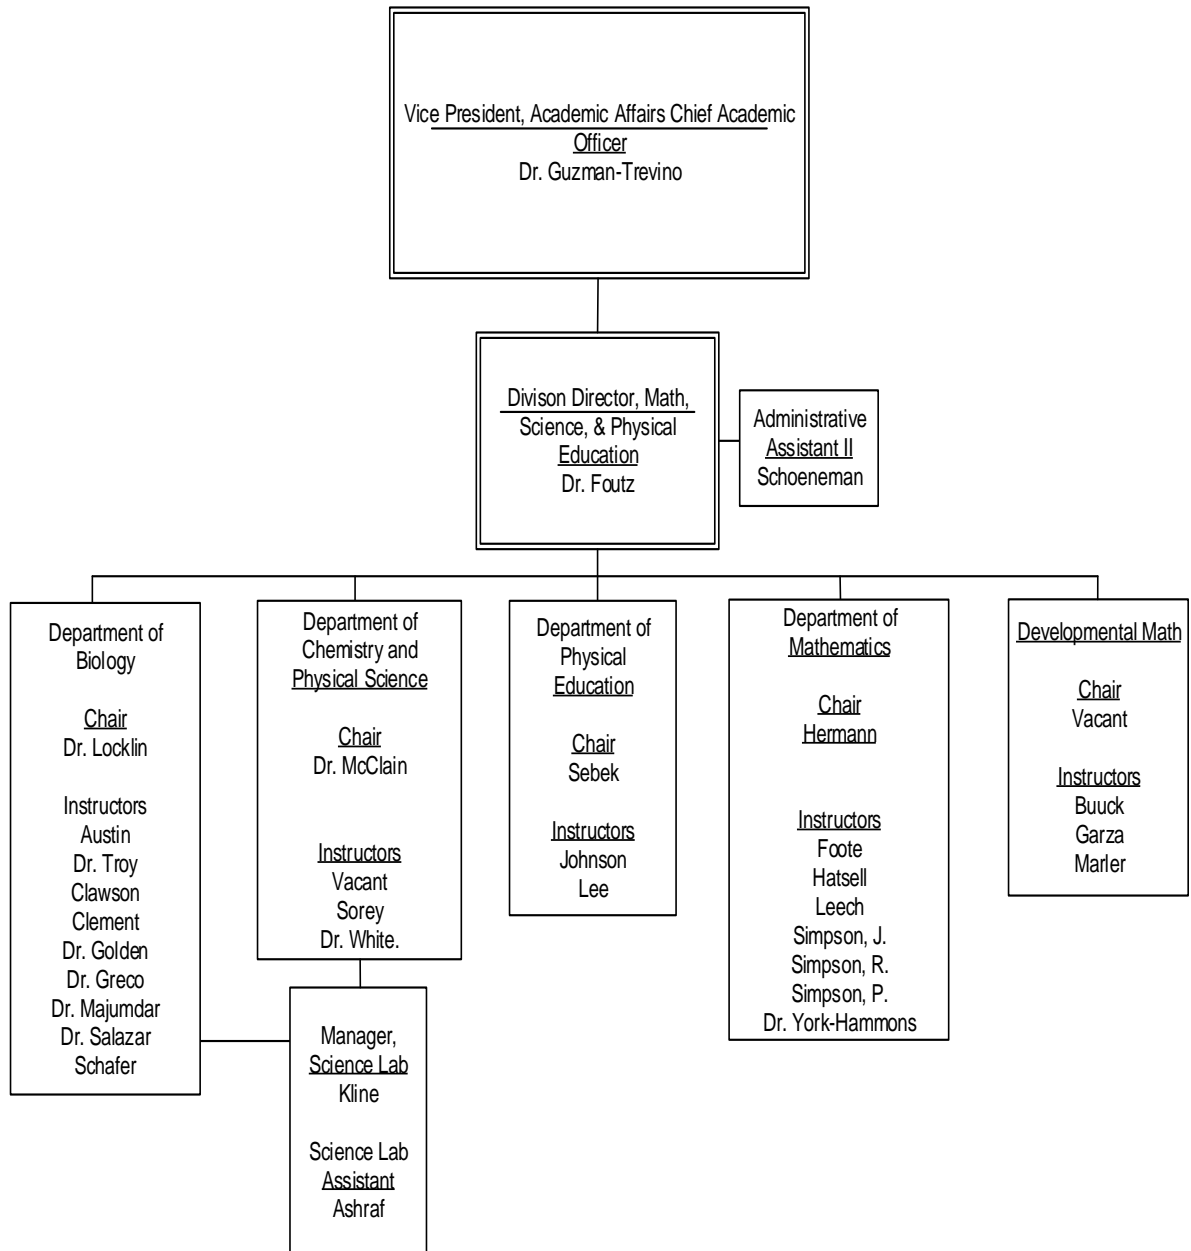 Vice President, Academic Affairs Chief Academic
Officer
Dr. Guzman-Trevino
Divison Director, Math,
Science, & Physical
Education
Dr. Foutz
Administrative
Assistant II
Schoeneman
Department of
Biology
Chair
Dr. Locklin
Instructors
Austin
Dr. Troy
Clawson
Clement
Dr. Golden
Dr. Greco
Dr. Majumdar
Dr. Salazar
Schafer
Department of
Chemistry and
Physical Science
Chair
Dr. McClain
Instructors
Vacant
Sorey
Dr. White.
Manager,
Science Lab
Kline
Science Lab
Assistant
Ashraf
Department of
Physical
Education
Chair
Sebek
Instructors
Johnson
Lee
Department of
Mathematics
Chair
Hermann
Instructors
Foote
Hatsell
Leech
Simpson, J.
Simpson, R.
Simpson, P.
Dr. York-Hammons
Developmental Math
Chair
Vacant
Instructors
Buuck
Garza
Marler